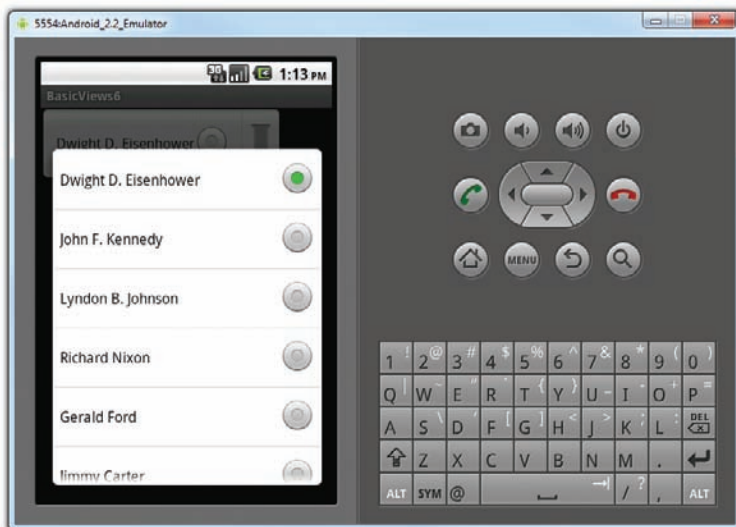 5554:Android_2.2_Emulator
3G 1:13 PM
BasicViews6
Dwight D. Eisenhower
Dwight D. Eisenhower
John F. Kennedy
Lyndon B. Johnson
Richard Nixon
Gerald Ford
Jimmy Carter
MENU
1 ! 2 @ 3 # 4 $ 5 % 6 ^ 7 & 8 * 9 ( 0 )
Q | W ~ E " R ` T { Y } U _ I - O + P =
A S \ D ' F [ G ] H < J > K ; L : DEL
Z X C V B N M .
ALT SYM @ / ? , ALT